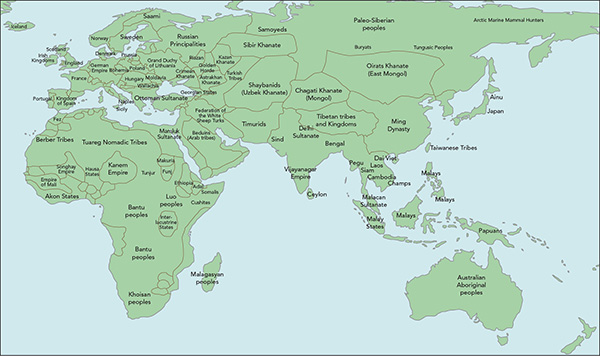 Iceland
Saami
Norway
Sweden
Scotland
Irish
Kingdoms
England
Denmark
Prussia
German
Empire
Bohemia
Poland
Grand Duchy
of Lithuania
Russian
Principalities
Samoyeds
Sibir Khanate
Paleo-Siberian
peoples
Arctic Marine Mammal Hunters
Buryats
Tungusic Peoples
Oirats Khanate
(East Mongol)
Kazan
Khanate
Golden
Horde
Astrakhan
Khanate
Crimean
Khanate
Turkish
Tribes
France
Hungary
Moldavia
Wallachia
Georgian States
Portugal
Kingdom
of Spain
Naples
Sicily
Ottoman Sultanate
Shaybanids
(Uzbek Khanate)
Chagati Khanate
(Mongol)
Ainu
Japan
Federation of
the White
Sheep Turks
Timurids
Tibetan tribes
and Kingdoms
Ming
Dynasty
Fez
Berber Tribes
Tuareg Nomadic Tribes
Mamluk
Sultanate
Beduins
(Arab tribes)
Sind
Delhi
Sultanate
Bengal
Taiwanese Tribes
Songhay
Empire
Empire
of Mali
Hausa
States
Kanem
Empire
Tunjur
Makuria
Funj
Ethiopia
Adal
Somalis
Cushites
Akon States
Luo
peoples
Vijayanagar
Empire
Ceylon
Pegu
Siam
Dai Viet
Laos
Cambodia
Champs
Malacan
Sultanate
Malay
States
Malays
Malays
Malays
Papuans
Bantu
peoples
Inter-
lacustrine
States
Bantu
peoples
Malagasyan
peoples
Khoisan
peoples
Australian
Aboriginal
peoples